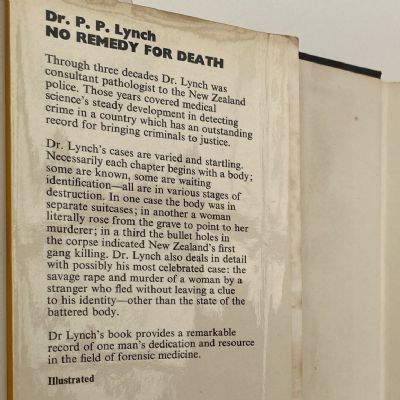 Dr. P. P. Lynch
NO REMEDY FOR DEATH
Through three decades Dr. Lynch was
consultant pathologist to the New Zealand
police. Those years covered medical
science's steady development in detecting
crime in a country which has an outstanding
record for bringing criminals to justice.
Dr. Lynch's cases are varied and startling.
Necessarily each chapter begins with a body;
some are known, some are waiting
identification—all are in various stages of
destruction. In one case the body was in
separate suitcases; in another a woman
literally rose from the grave to point to her
murderer; in a third the bullet holes in
the corpse indicated New Zealand's first
gang killing. Dr. Lynch also deals in detail
with possibly his most celebrated case: the
savage rape and murder of a woman by a
stranger who fled without leaving a clue
to his identity—other than the state of the
battered body.
Dr Lynch's book provides a remarkable
record of one man's dedication and resource
in the field of forensic medicine.
Illustrated